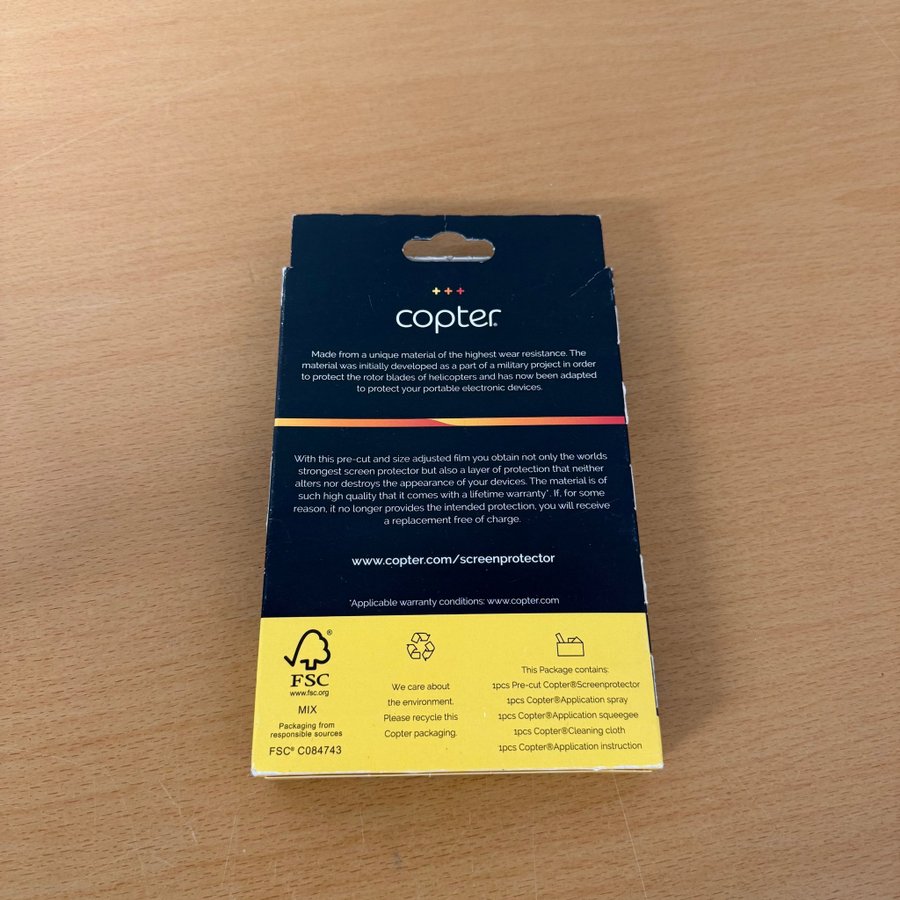 +++
copter®
Made from a unique material of the highest wear resistance. The
material was initially developed as a part of a military project in order
to protect the rotor blades of helicopters and has now been adapted
to protect your portable electronic devices.
With this pre-cut and size adjusted film you obtain not only the worlds
strongest screen protector but also a layer of protection that neither
alters nor destroys the appearance of your devices. The material is of
such high quality that it comes with a lifetime warranty*. If, for some
reason, it no longer provides the intended protection, you will receive
a replacement free of charge.
www.copter.com/screenprotector
*Applicable warranty conditions: www.copter.com
®
FSC
www.fsc.org
MIX
Packaging from
responsible sources
FSC® C084743
We care about
the environment.
Please recycle this
Copter packaging.
This Package contains:
1pcs Pre-cut Copter®Screenprotector
1pcs Copter®Application spray
1pcs Copter®Application squeegee
1pcs Copter®Cleaning cloth
1pcs Copter®Application instruction